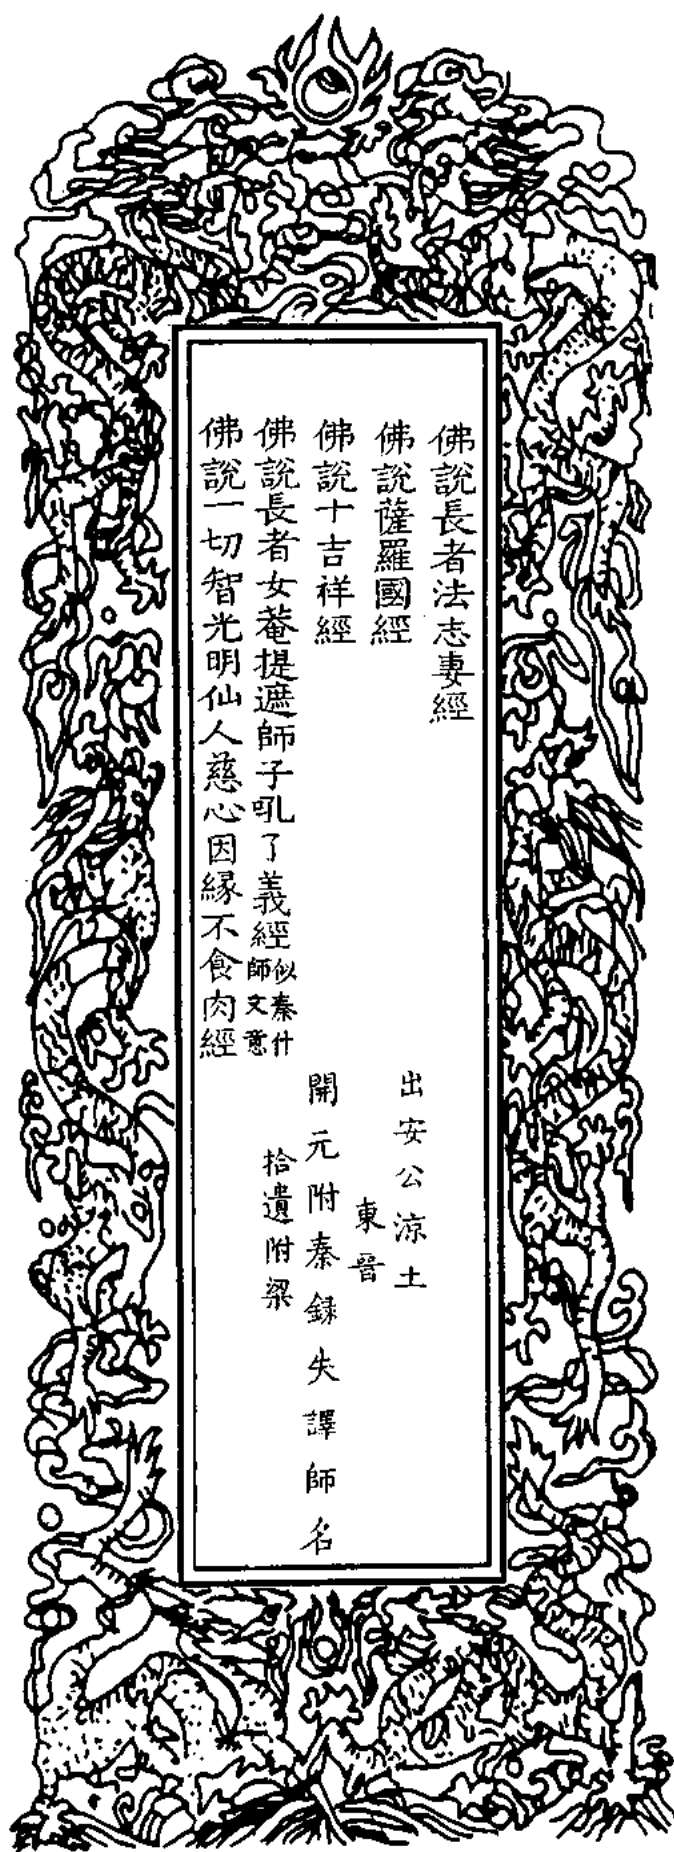 佛說長者法志妻經
出安公涼土
佛說薩羅國經
東晉
佛說十吉祥經
開元附秦録失譯師名
佛說長者女菴提遮師子吼了義經
似秦什
師文意
拾遺附梁
佛說一切智光明仙人慈心因緣不食肉經